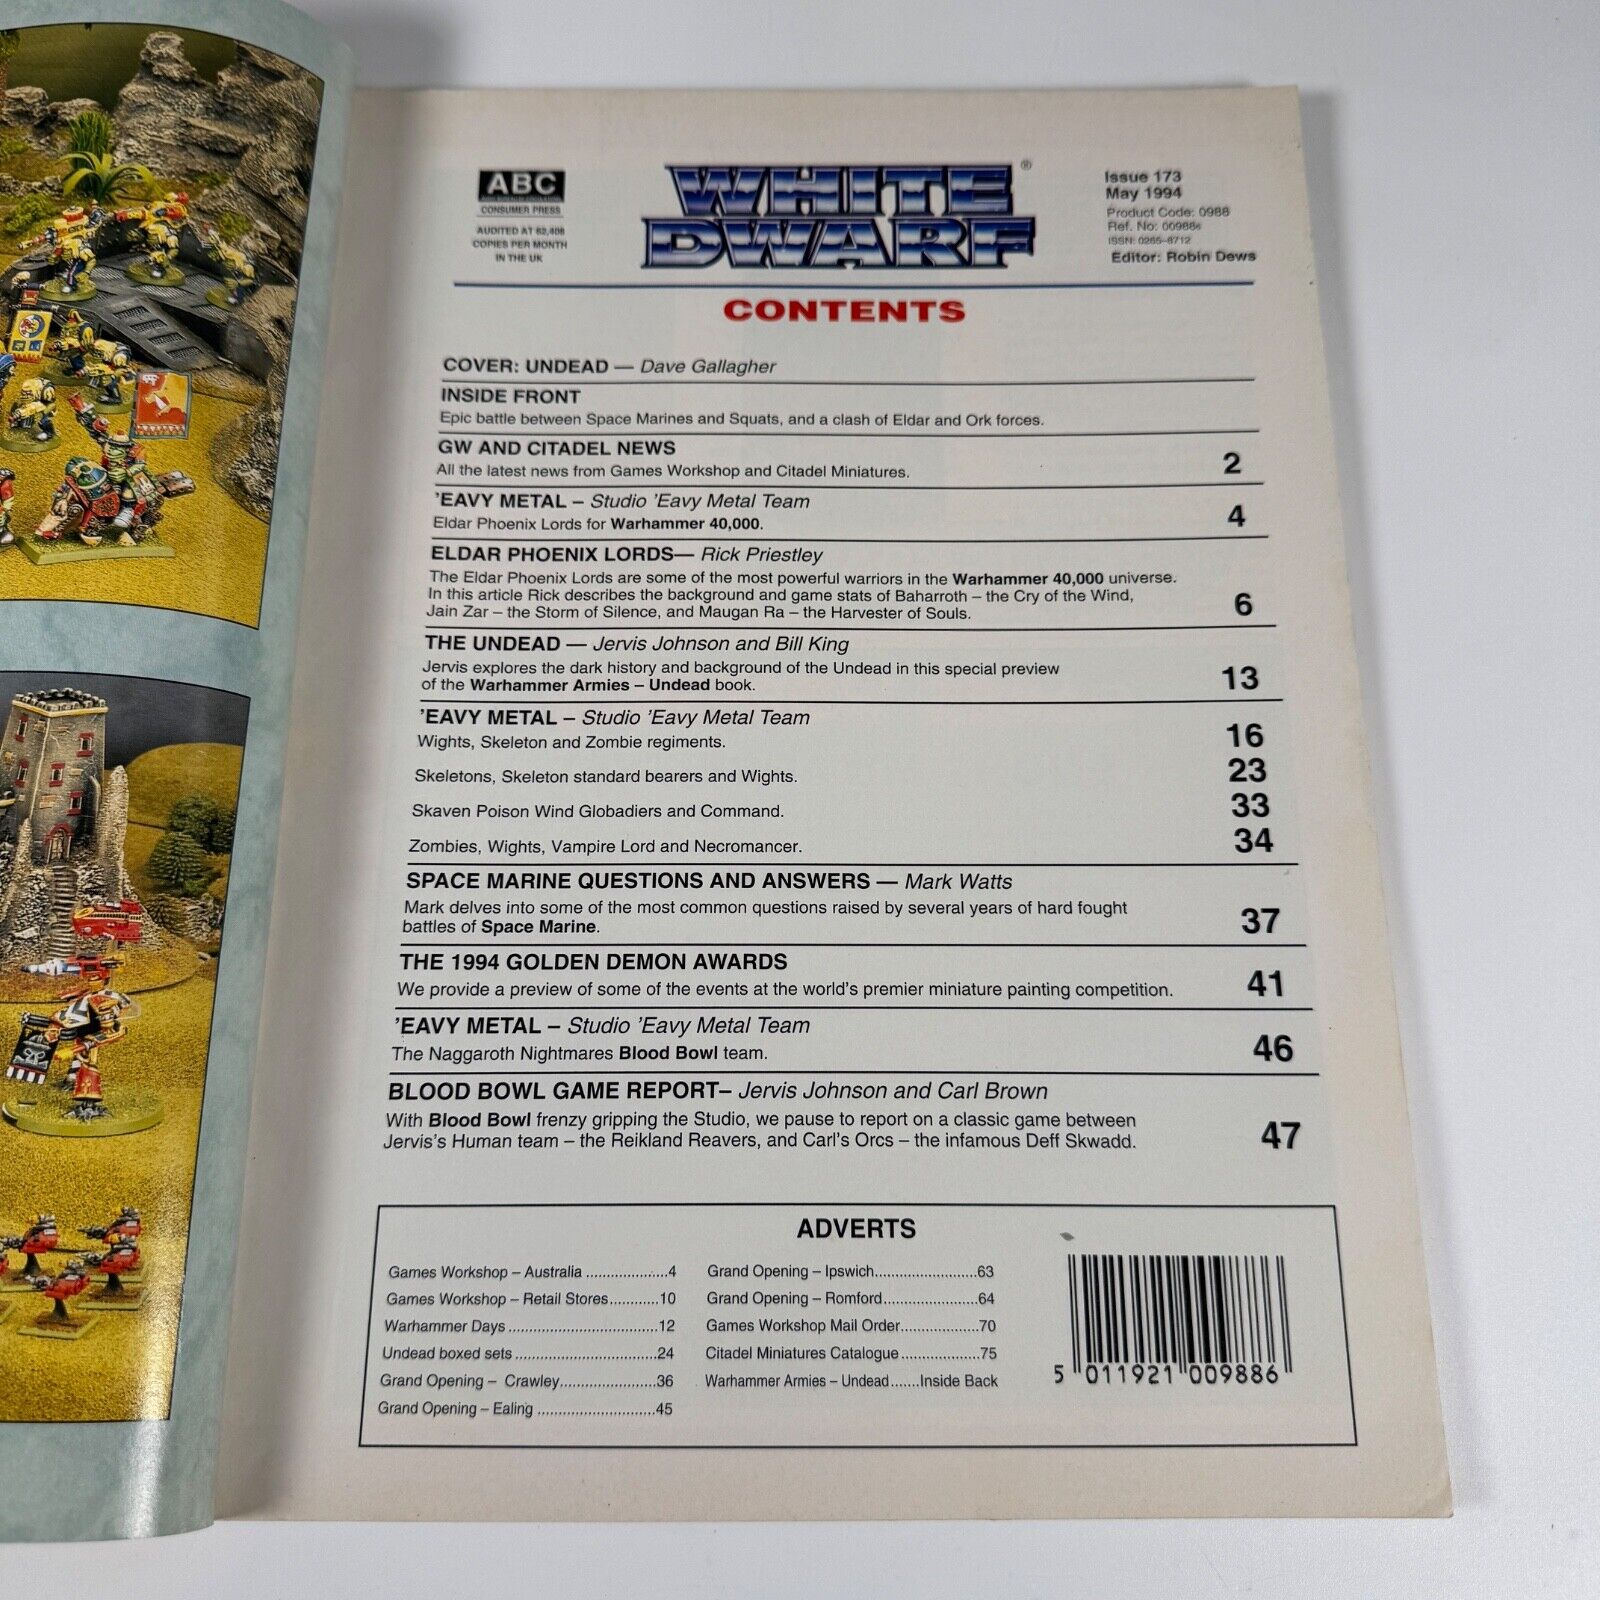 ABC
CONSUMER PRESS
AUDITED AT 62,408
COPIES PER MONTH
IN THE UK
WHITE
DWARF
®
Issue 173
May 1994
Product Code: 0988
Ref. No: 00988
ISSN: 0265-8712
Editor: Robin Dews
CONTENTS
COVER: UNDEAD — Dave Gallagher
INSIDE FRONT
Epic battle between Space Marines and Squats, and a clash of Eldar and Ork forces.
GW AND CITADEL NEWS
All the latest news from Games Workshop and Citadel Miniatures. 2
'EAVY METAL – Studio 'Eavy Metal Team
Eldar Phoenix Lords for Warhammer 40,000. 4
ELDAR PHOENIX LORDS— Rick Priestley
The Eldar Phoenix Lords are some of the most powerful warriors in the Warhammer 40,000 universe.
In this article Rick describes the background and game stats of Baharroth – the Cry of the Wind,
Jain Zar – the Storm of Silence, and Maugan Ra – the Harvester of Souls. 6
THE UNDEAD — Jervis Johnson and Bill King
Jervis explores the dark history and background of the Undead in this special preview
of the Warhammer Armies – Undead book. 13
'EAVY METAL – Studio 'Eavy Metal Team
Wights, Skeleton and Zombie regiments. 16
Skeletons, Skeleton standard bearers and Wights. 23
Skaven Poison Wind Globadiers and Command. 33
Zombies, Wights, Vampire Lord and Necromancer. 34
SPACE MARINE QUESTIONS AND ANSWERS — Mark Watts
Mark delves into some of the most common questions raised by several years of hard fought
battles of Space Marine. 37
THE 1994 GOLDEN DEMON AWARDS
We provide a preview of some of the events at the world's premier miniature painting competition. 41
'EAVY METAL – Studio 'Eavy Metal Team
The Naggaroth Nightmares Blood Bowl team. 46
BLOOD BOWL GAME REPORT– Jervis Johnson and Carl Brown
With Blood Bowl frenzy gripping the Studio, we pause to report on a classic game between
Jervis's Human team – the Reikland Reavers, and Carl's Orcs – the infamous Deff Skwadd. 47
ADVERTS
Games Workshop – Australia ....................4
Games Workshop – Retail Stores............10
Warhammer Days ....................................12
Undead boxed sets ..................................24
Grand Opening – Crawley.......................36
Grand Opening – Ealing ............................45
Grand Opening – Ipswich........................63
Grand Opening – Romford.......................64
Games Workshop Mail Order...................70
Citadel Miniatures Catalogue ...................75
Warhammer Armies – Undead.......Inside Back
5 011921 009886